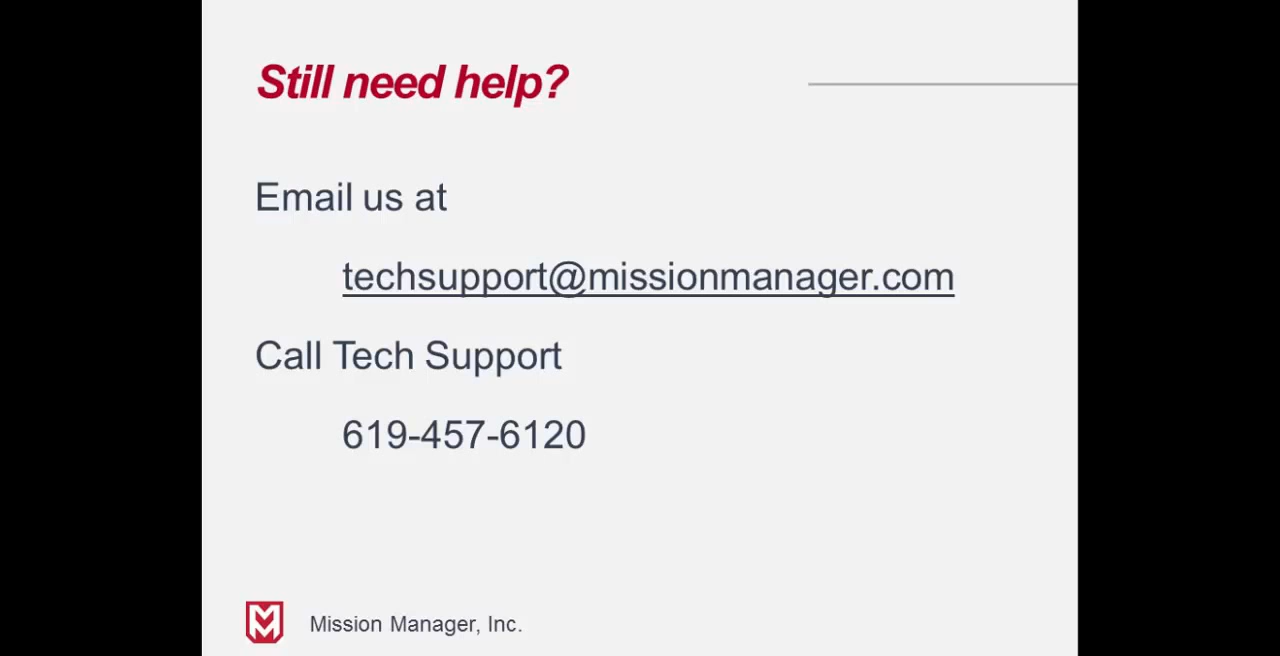 Still need help?
Email us at
techsupport@missionmanager.com
Call Tech Support
619-457-6120
Mission Manager, Inc.